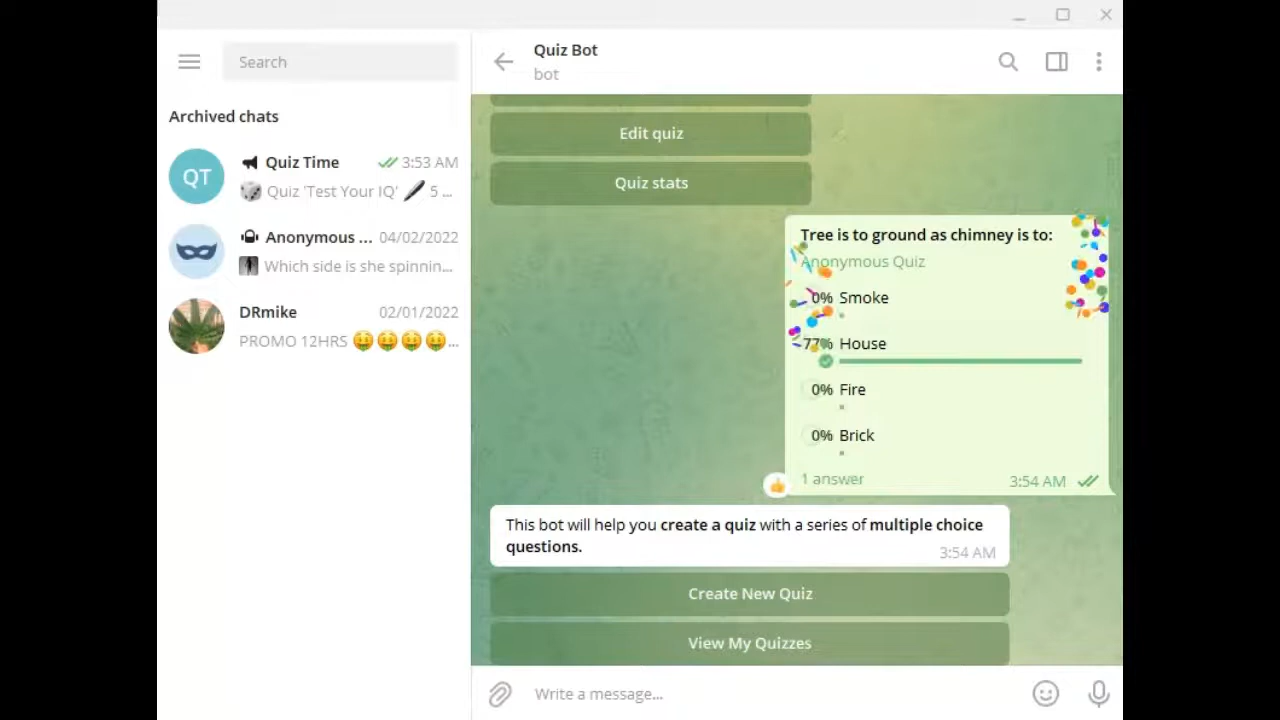 Search
Archived chats
QT
Quiz Time
3:53 AM
Quiz 'Test Your IQ' 5 ...
Anonymous ...
04/02/2022
Which side is she spinnin...
DRmike
02/01/2022
PROMO 12HRS 🤑🤑🤑🤑...
Quiz Bot
bot
Edit quiz
Quiz stats
Tree is to ground as chimney is to:
Anonymous Quiz
0% Smoke
77% House
0% Fire
0% Brick
1 answer
3:54 AM
This bot will help you create a quiz with a series of multiple choice
questions.
3:54 AM
Create New Quiz
View My Quizzes
Write a message...